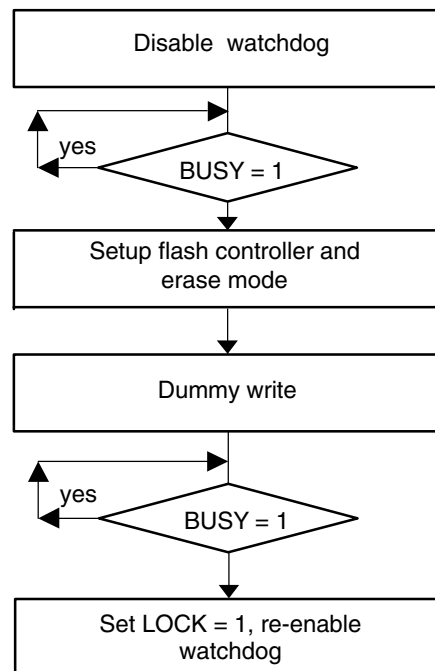 Disable watchdog
yes
BUSY = 1
Setup flash controller and
erase mode
Dummy write
yes
BUSY = 1
Set LOCK = 1, re-enable
watchdog